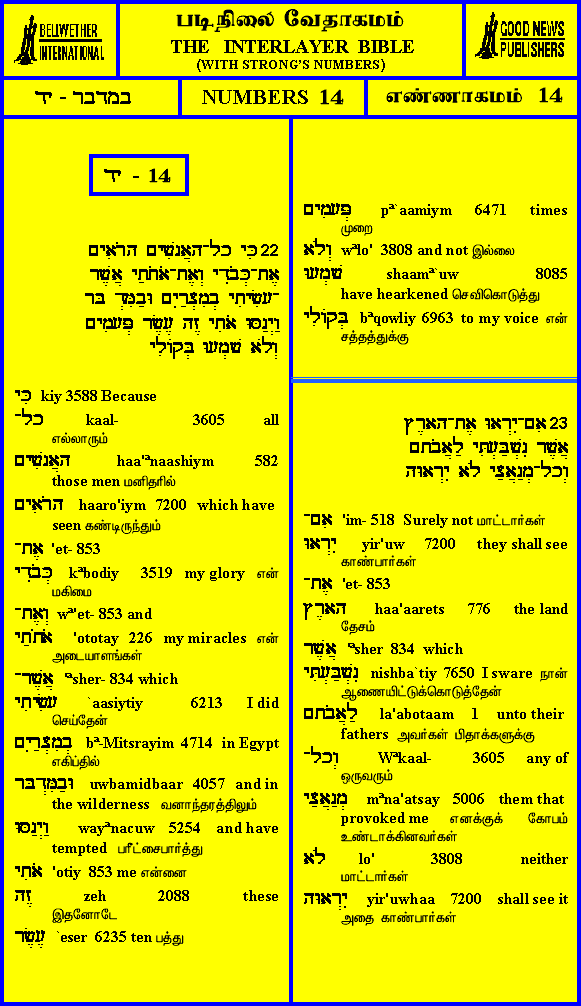 BELLWETHER
INTERNATIONAL
படிநிலை வேதாகமம்
THE INTERLAYER BIBLE
(WITH STRONG'S NUMBERS)
GOOD NEWS
PUBLISHERS
במדבר - יד
NUMBERS 14
எண்ணாகமம் 14
יד - 14
22 כִּי כָל־הָאֲנָשִׁים הָרֹאִים
אֶת־כְּבֹדִי וְאֶת־אֹתֹתַי אֲשֶׁר
־עָשִׂיתִי בְמִצְרַיִם וּבַמִּדְבָּר
וַיְנַסּוּ אֹתִי זֶה עֶשֶׂר פְּעָמִים
וְלֹא שָׁמְעוּ בְּקוֹלִי
כִּי kiy 3588 Because
כָל־ kaal- 3605 all
எல்லாரும்
הָאֲנָשִׁים haa'ªnaashiym 582
those men மனிதரில்
הָרֹאִים haaro'iym 7200 which have
seen கண்டிருந்தும்
אֶת־ 'et- 853
כְּבֹדִי kªbodiy 3519 my glory என்
மகிமை
וְאֶת־ wª'et- 853 and
אֹתֹתַי 'ototay 226 my miracles என்
அடையாளங்கள்
אֲשֶׁר־ ªsher- 834 which
עָשִׂיתִי `aasiytiy 6213 I did
செய்தேன்
בְמִצְרַיִם bª-Mitsrayim 4714 in Egypt
எகிப்தில்
וּבַמִּדְבָּר uwbamidbaar 4057 and in
the wilderness வனாந்தரத்திலும்
וַיְנַסּוּ wayªnacuw 5254 and have
tempted பரீட்சைபார்த்து
אֹתִי 'otiy 853 me என்னை
זֶה zeh 2088 these
இதனோடே
עֶשֶׂר `eser 6235 ten பத்து
פְּעָמִים pª`aamiym 6471 times
முறை
וְלֹא wªlo' 3808 and not இல்லை
שָׁמְעוּ shaamª`uw 8085
have hearkened செவிகொடுத்து
בְּקוֹלִי bªqowliy 6963 to my voice என்
சத்தத்துக்கு
23 אִם־יִרְאוּ אֶת־הָאָרֶץ
אֲשֶׁר נִשְׁבַּעְתִּי לַאֲבֹתָם
וְכָל־מְנַאֲצַי לֹא יִרְאוּהָ
אִם־ 'im- 518 Surely not மாட்டார்கள்
יִרְאוּ yir'uw 7200 they shall see
காண்பார்கள்
אֶת־ 'et- 853
הָאָרֶץ haa'aarets 776 the land
தேசம்
אֲשֶׁר ªsher 834 which
נִשְׁבַּעְתִּי nishba`tiy 7650 I sware நான்
ஆணையிட்டுக்கொடுத்தேன்
לַאֲבֹתָם la'abotaam 1 unto their
fathers அவர்கள் பிதாக்களுக்கு
וְכָל־ Wªkaal- 3605 any of
ஒருவரும்
מְנַאֲצַי mªna'atsay 5006 them that
provoked me எனக்குக் கோபம்
உண்டாக்கினவர்கள்
לֹא lo' 3808 neither
மாட்டார்கள்
יִרְאוּהָ yir'uwhaa 7200 shall see it
அதை காண்பார்கள்